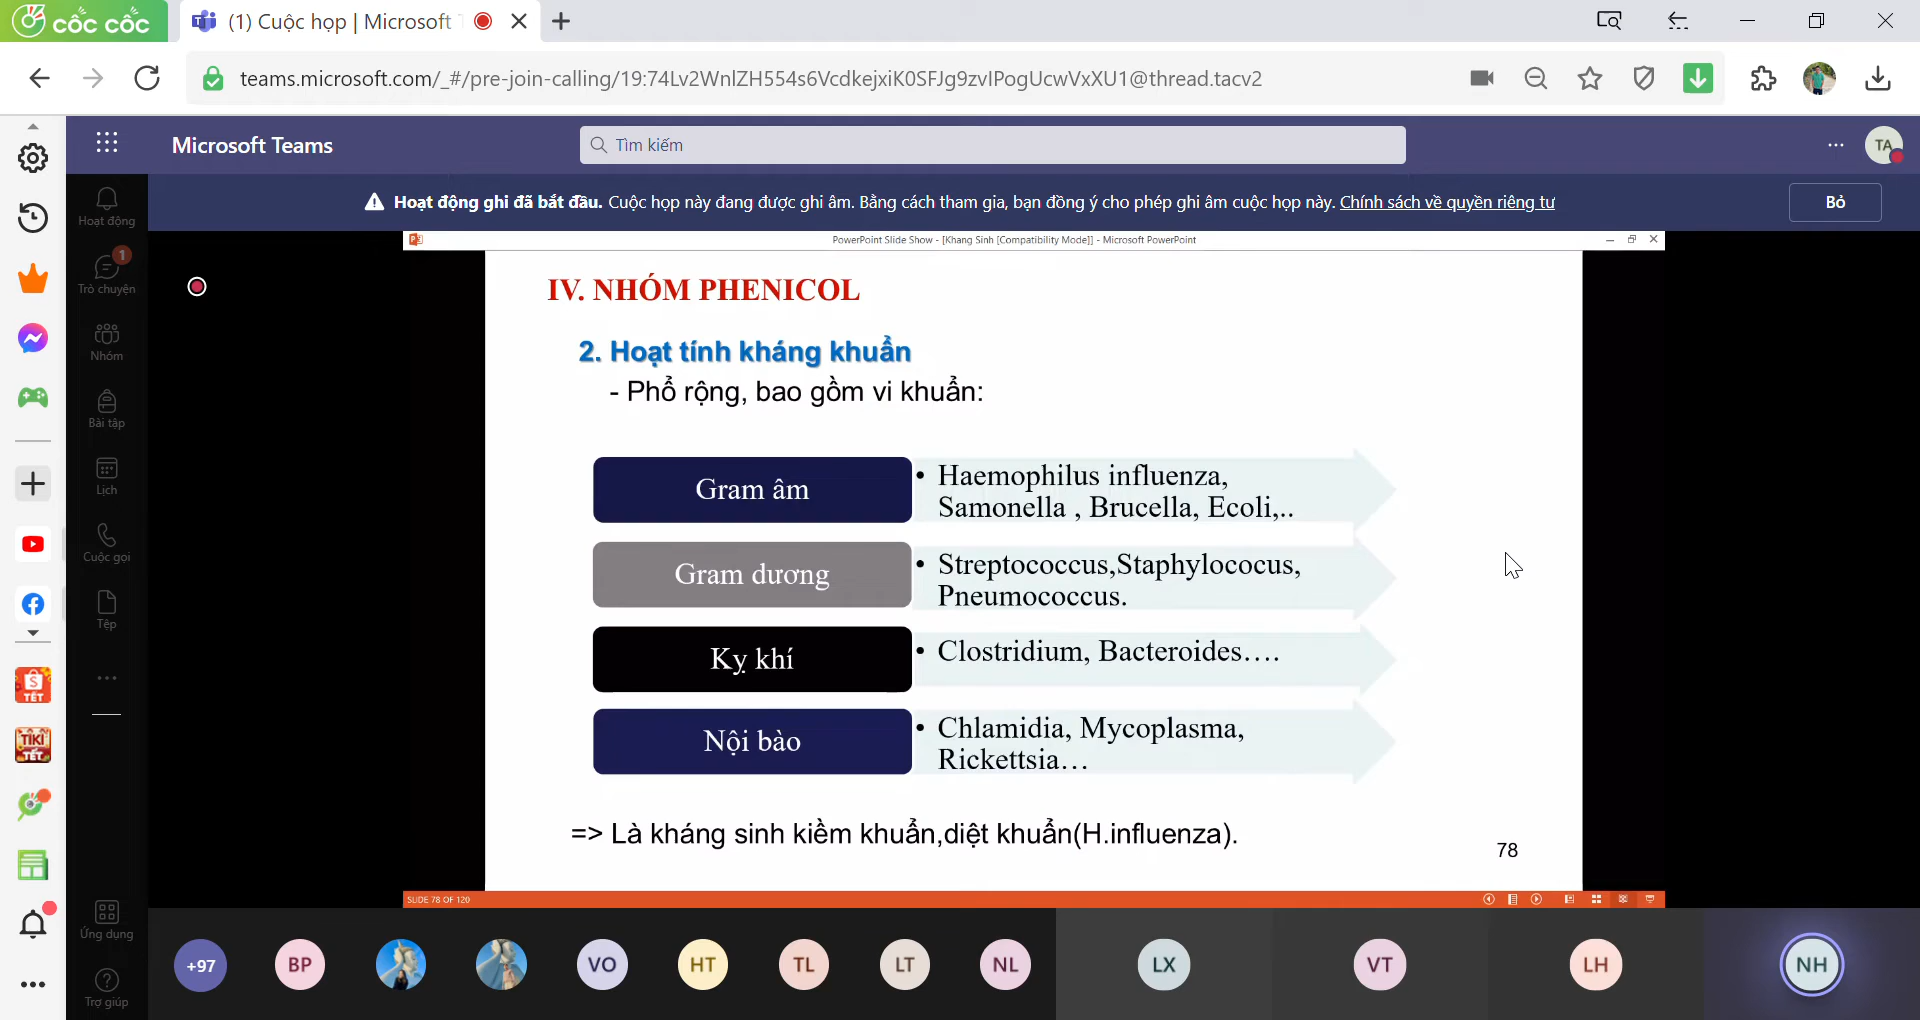 cốc cốc
(1) Cuộc họp | Microsoft
teams.microsoft.com/_#/pre-join-calling/19:74Lv2WnlZH554s6VcdkejxiK0SFJg9zvlPogUcwVxXU1@thread.tacv2
Microsoft Teams
Tìm kiếm
TA
Hoạt động ghi đã bắt đầu. Cuộc họp này đang được ghi âm. Bằng cách tham gia, bạn đồng ý cho phép ghi âm cuộc họp này. Chính sách về quyền riêng tư
Bỏ
Hoạt động
1
Trò chuyện
Nhóm
Bài tập
Lịch
Cuộc gọi
Tệp
Ứng dụng
Trợ giúp
S
TẾT
TIKI
TẾT
PowerPoint Slide Show - [Khang Sinh [Compatibility Mode]] - Microsoft PowerPoint
IV. NHÓM PHENICOL
2. Hoạt tính kháng khuẩn
- Phổ rộng, bao gồm vi khuẩn:
Gram âm
• Haemophilus influenza,
Samonella , Brucella, Ecoli,..
Gram dương
• Streptococcus,Staphylococus,
Pneumococcus.
Kỵ khí
• Clostridium, Bacteroides….
Nội bào
• Chlamidia, Mycoplasma,
Rickettsia…
=> Là kháng sinh kiềm khuẩn,diệt khuẩn(H.influenza).
78
SLIDE 78 OF 120
+97
BP
VO
HT
TL
LT
NL
LX
VT
LH
NH